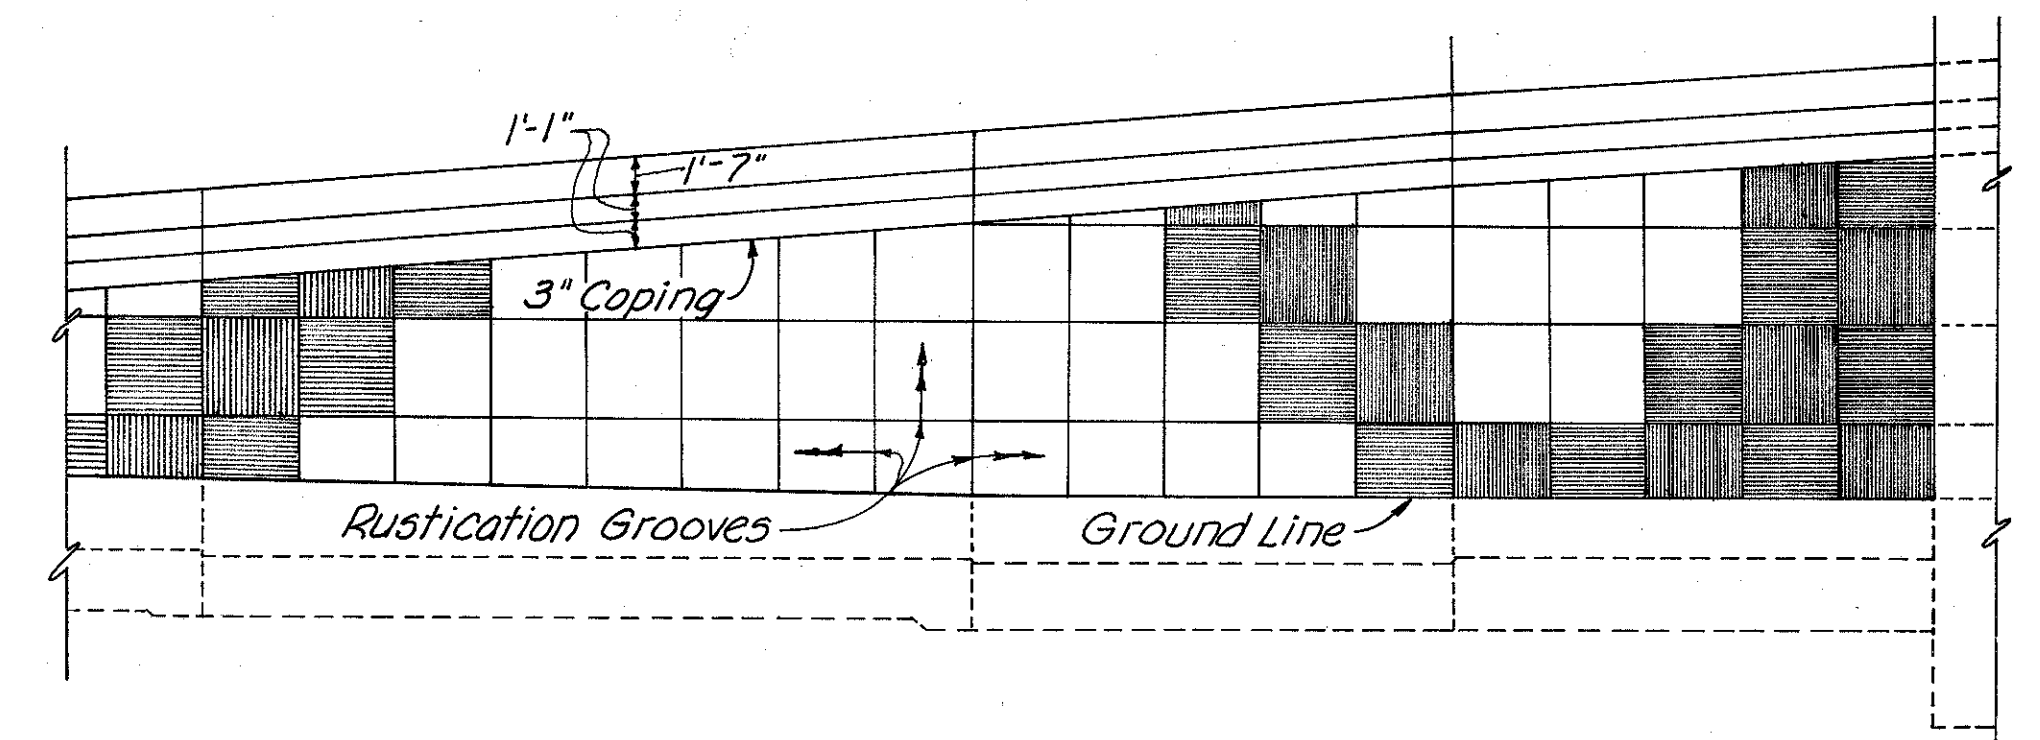 1'-1"
1'-7"
3" Coping
Rustication Grooves
Ground Line